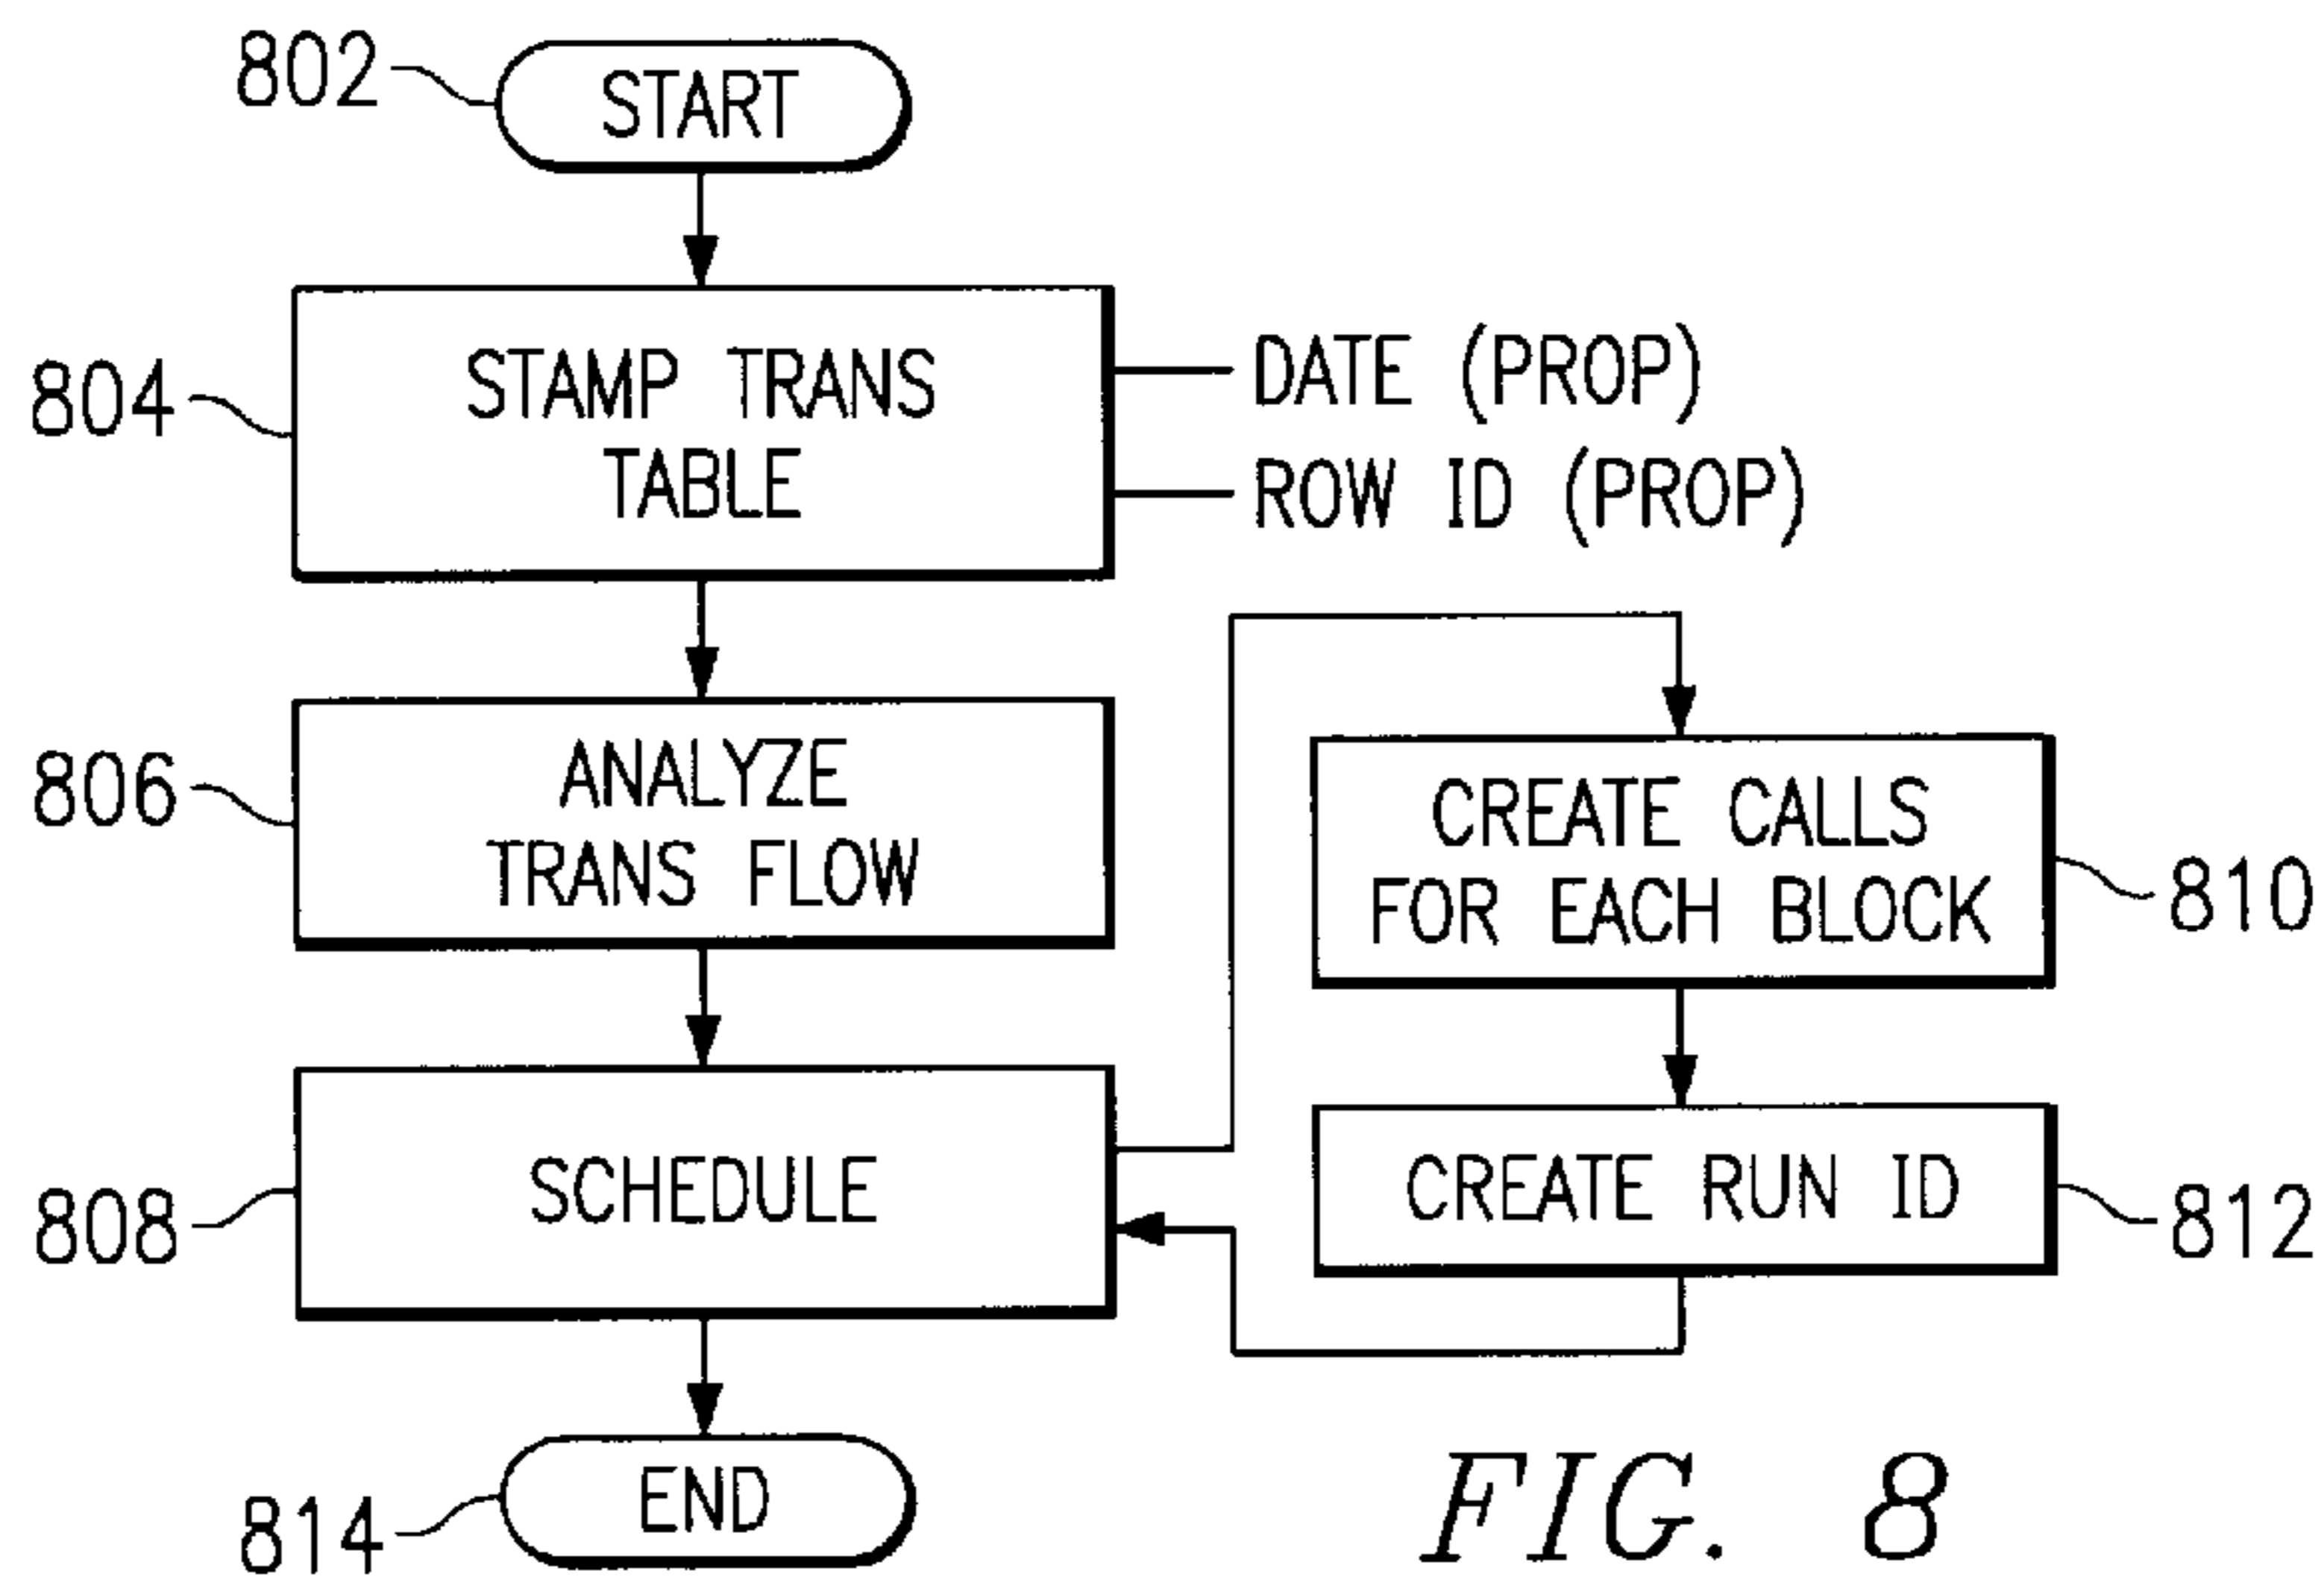 802
START
804
STAMP TRANS
TABLE
DATE (PROP)
ROW ID (PROP)
806
ANALYZE
TRANS FLOW
CREATE CALLS
FOR EACH BLOCK
810
808
SCHEDULE
CREATE RUN ID
812
814
END
FIG. 8